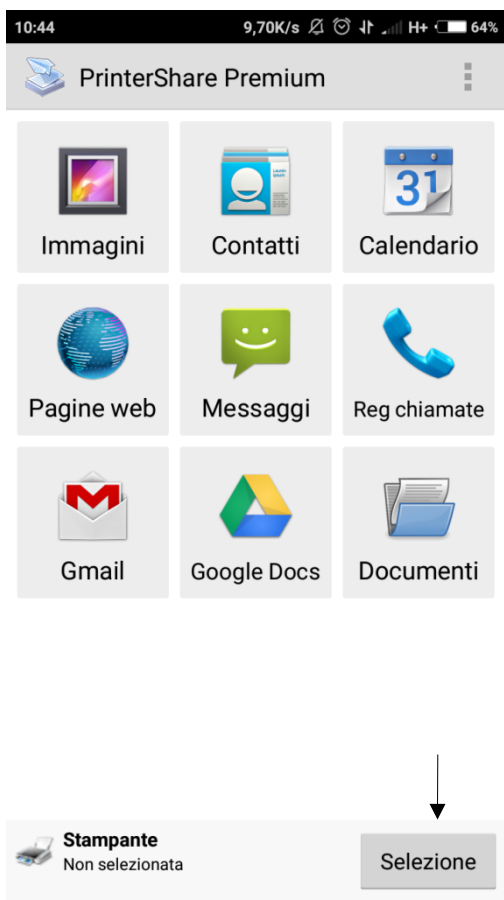 10:44 9,70K/s H+ 64%
PrinterShare Premium
Immagini Contatti Calendario
31
Pagine web Messaggi Reg chiamate
Gmail Google Docs Documenti
Stampante
Non selezionata
Selezione